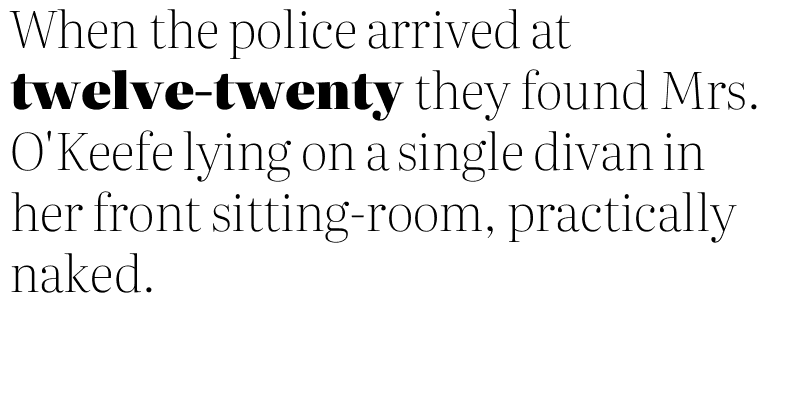 When the police arrived at
twelve-twenty they found Mrs.
O'Keefe lying on a single divan in
her front sitting-room, practically
naked.